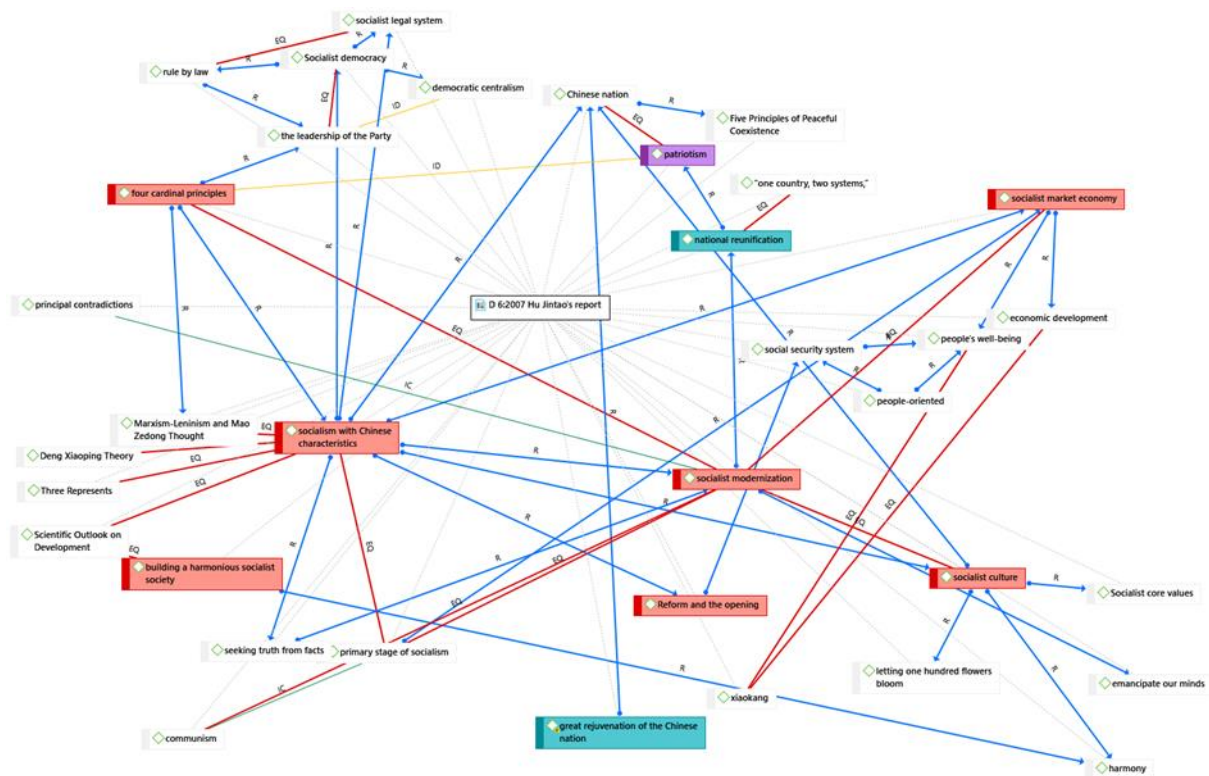 socialist legal system
EQ
R
Socialist democracy
R
rule by law
R
democratic centralism
EQ
R
ID
Chinese nation
R
Five Principles of Peaceful
Coexistence
the leadership of the Party
EQ
patriotism
R
ID
four cardinal principles
"one country, two systems,"
R
EQ
socialist market economy
national reunification
R
R
R
R
R
principal contradictions
D 6:2007 Hu Jintao's report
R
R
R
economic development
EQ
R
EQ
people's well-being
social security system
R
R
people-oriented
R
Marxism-Leninism and Mao
Zedong Thought
EQ
socialism with Chinese
characteristics
Deng Xiaoping Theory
EQ
R
socialist modernization
Three Represents
EQ
R
R
EQ
EQ
EQ
Scientific Outlook on
Development
EQ
R
EQ
R
EQ
building a harmonious socialist
society
socialist culture
R
Socialist core values
Reform and the opening
EQ
R
seeking truth from facts
primary stage of socialism
R
R
letting one hundred flowers
bloom
emancipate our minds
xiaokang
great rejuvenation of the Chinese
nation
communism
harmony